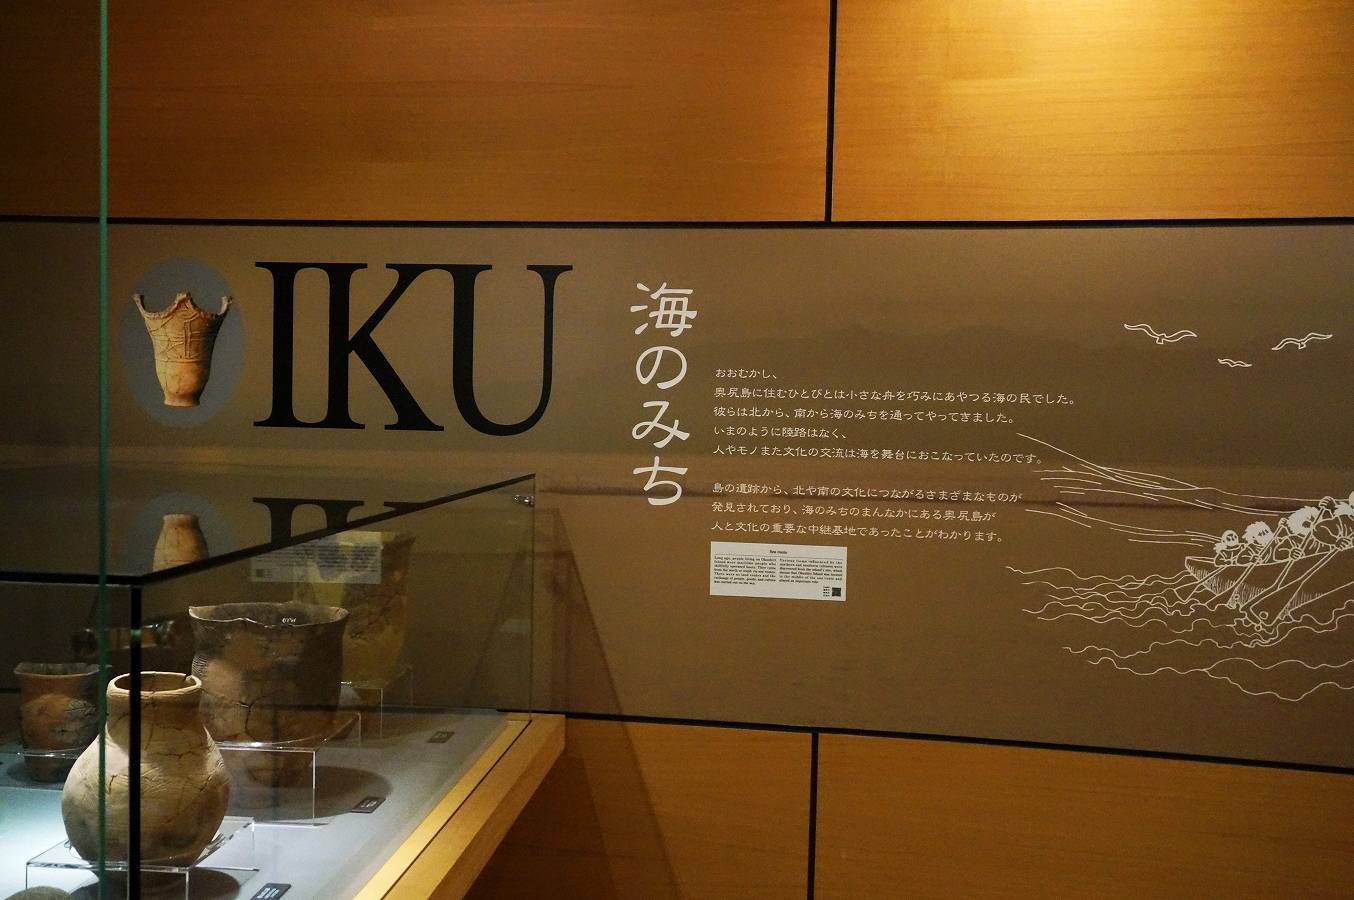 IKU
海のみち
おおむかし、
奥尻島に住むひとびとは小さな舟を巧みにあやつる海の民でした。
彼らは北から、南から海のみちを通ってやってきました。
いまのように陸路はなく、
人やモノまた文化の交流は海を舞台におこなっていたのです。
島の遺跡から、北や南の文化につながるさまざまなものが
発見されており、海のみちのまんなかにある奥尻島が
人と文化の重要な中継基地であったことがわかります。